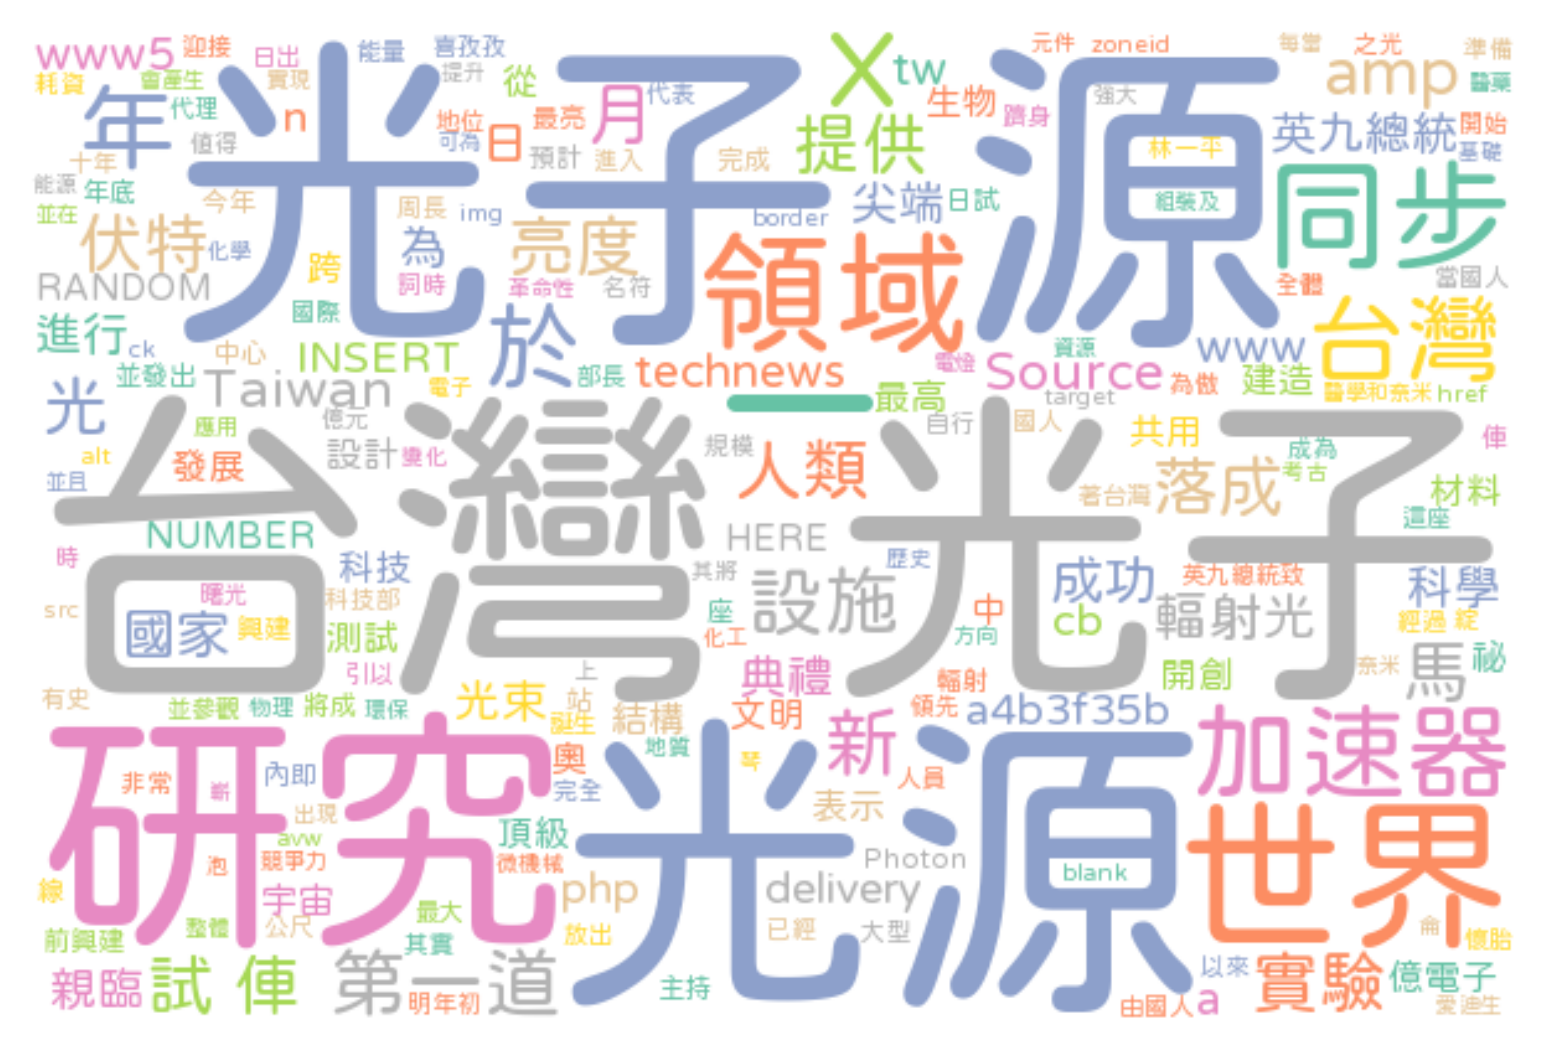 www5 迎接 日出 能量 喜孜孜 X tw 元件 zoneid 每當 之光 準備
耗資 會產生 實現 提升 從 amp 醫藥
年 代理 n 光子源 地位 日 最亮 月 代表 提供 生物 躋身 強大 英九總統 開始
十年 值得 可為 預計 進入 完成 林一平 基礎
能源 年底 今年 周長 img border 尖端 日試 組裝及 同步
並在 伏特 化學 跨 為 亮度 領域 當國人
RANDOM 國際 詞時 革命性 名符 全體
進行 ck 中心 INSERT 於 部長 technews 電燈 Source 資源 www 台灣
並發出 Taiwan 電子 一 最高 target 為傲 建造 醫學和奈米 href
光 應用 億元 規模 人類 自行 國人 共用 成為 俥
alt 發展 設計 變化 台灣光子 著台灣 落成 考古 材料
並且 NUMBER HERE 歷史 這座
時 曙光 科技 其將 設施 成功 英九總統致 科學
src 國家 興建 科技部 測試 座 化工 中 方向 cb 輻射光 經過 綻
引以 上 典禮 輻射 開創 奈米 馬 祕
有史 並參觀 物理 將成 環保 光束 站 誕生 結構 文明 新 領先 a4b3f35b 加速器
研究 非常 內即 奧 地質 琴 光源 人員
出現 完全 表示 世界
avw 頂級
泡 競爭力 微機械 Photon blank
線 宇宙 php delivery
前興建 整體 公尺 最大 其實 放出 已經 大型 侖 懷胎
親臨 試 俥 第一道 明年初 主持 以來 實驗 億電子
由國人 a 愛迪生